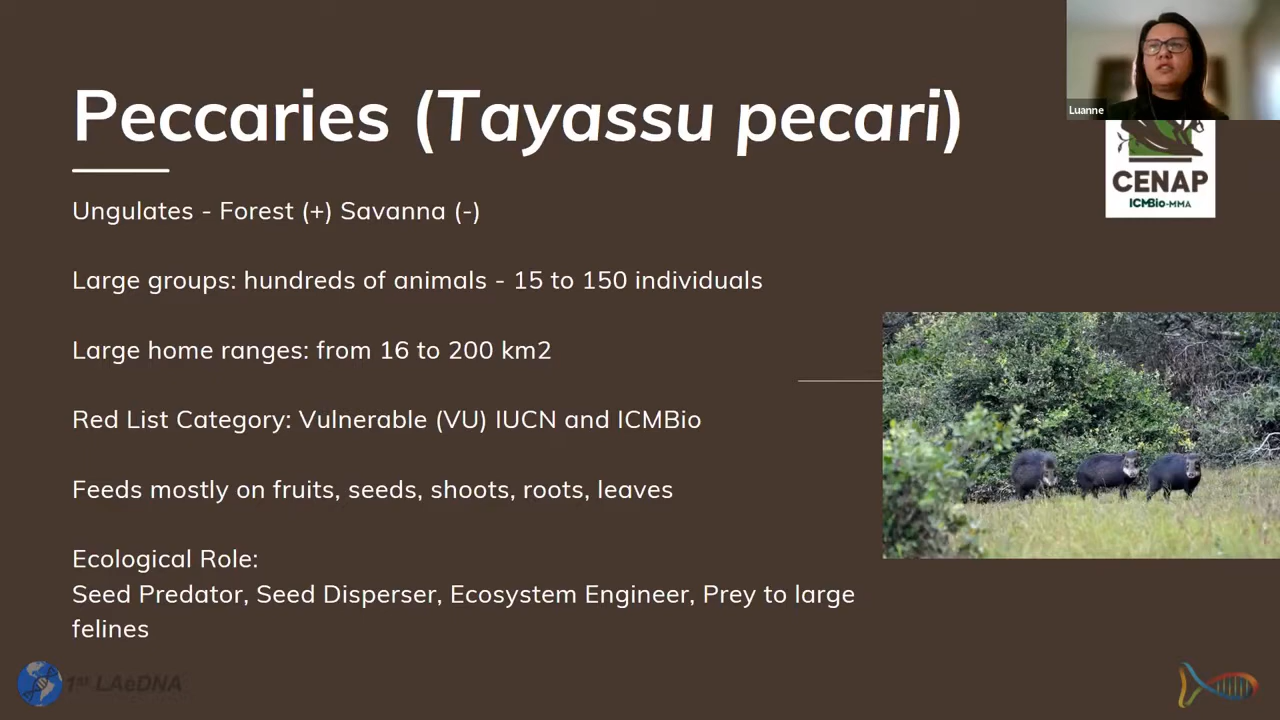 Luanne
Peccaries (Tayassu pecari)
CENAP
ICMBio-MMA
Ungulates - Forest (+) Savanna (-)
Large groups: hundreds of animals - 15 to 150 individuals
Large home ranges: from 16 to 200 km2
Red List Category: Vulnerable (VU) IUCN and ICMBio
Feeds mostly on fruits, seeds, shoots, roots, leaves
Ecological Role:
Seed Predator, Seed Disperser, Ecosystem Engineer, Prey to large
felines
1st LAeDNA